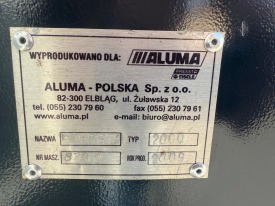 WYPRODUKOWANO DLA: ALUMA
ALUMA - POLSKA Sp. z o.o.
82-300 ELBLĄG, ul. Żuławska 12
tel. (055) 230 79 60 fax (055) 230 79 61
www.aluma.pl e-mail: biuro@aluma.pl
NAZWA TYP
NR MASZ. ROK PROD.